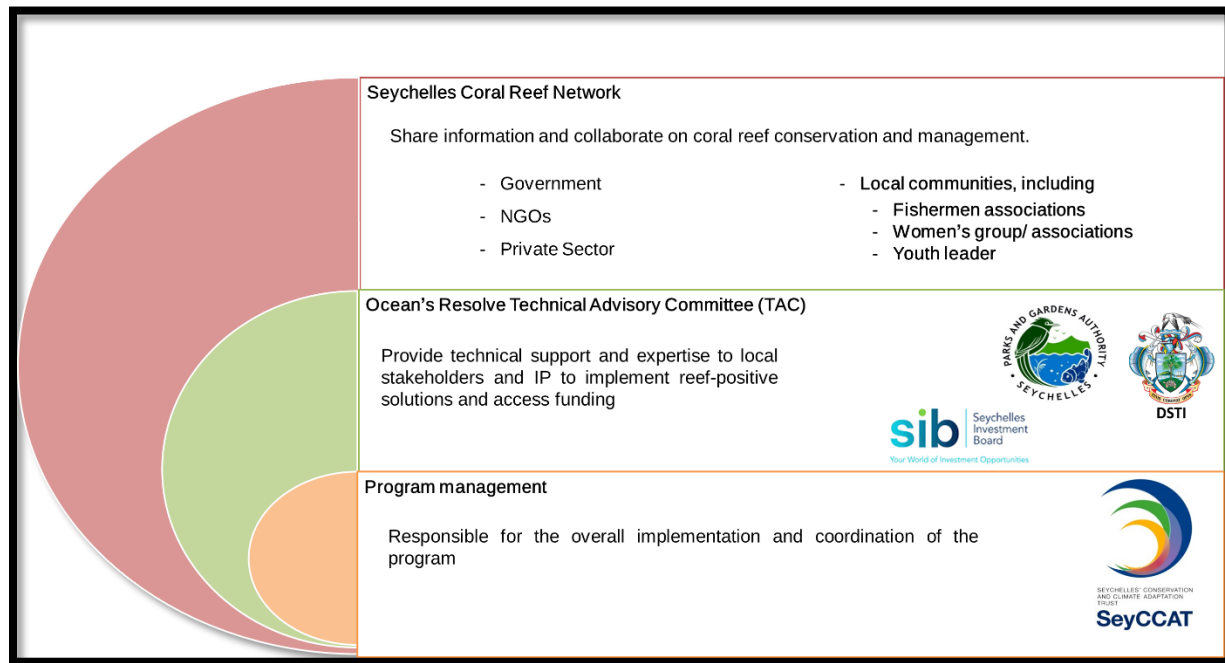 Seychelles Coral Reef Network
Share information and collaborate on coral reef conservation and management.
- Government
- NGOs
- Private Sector
- Local communities, including
- Fishermen associations
- Women's group/ associations
- Youth leader
Ocean's Resolve Technical Advisory Committee (TAC)
Provide technical support and expertise to local
stakeholders and IP to implement reef-positive
solutions and access funding
PARKS AND GARDENS AUTHORITY
• SEYCHELLES •
DSTI
sib
Seychelles
Investment
Board
Your World of Investment Opportunities
Program management
Responsible for the overall implementation and coordination of the
program
SEYCHELLES' CONSERVATION
AND CLIMATE ADAPTATION
TRUST
SeyCCAT